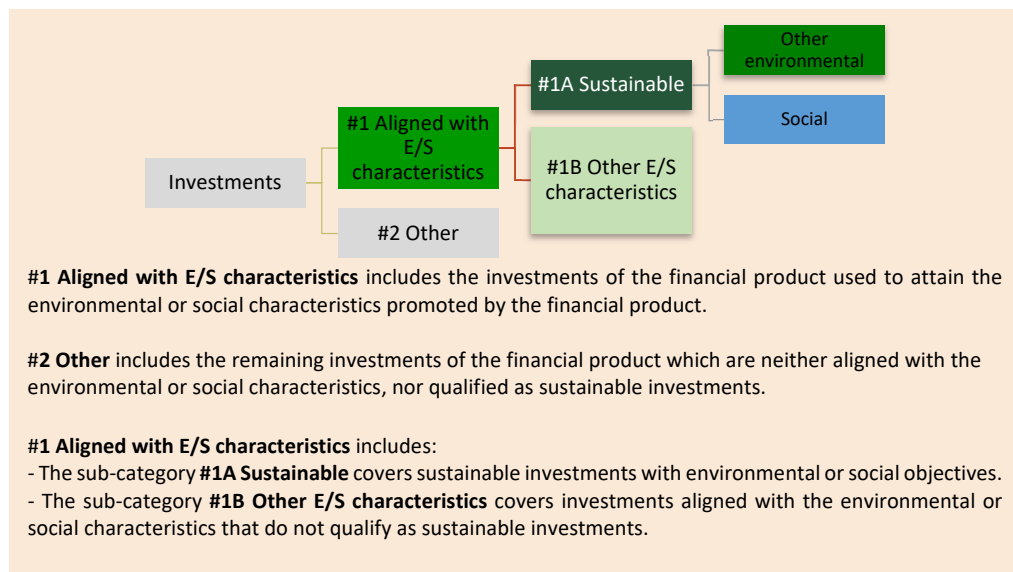 Other
environmental
#1A Sustainable
Social
#1 Aligned with
E/S
characteristics
#1B Other E/S
characteristics
Investments
#2 Other
#1 Aligned with E/S characteristics includes the investments of the financial product used to attain the
environmental or social characteristics promoted by the financial product.
#2 Other includes the remaining investments of the financial product which are neither aligned with the
environmental or social characteristics, nor qualified as sustainable investments.
#1 Aligned with E/S characteristics includes:
- The sub-category #1A Sustainable covers sustainable investments with environmental or social objectives.
- The sub-category #1B Other E/S characteristics covers investments aligned with the environmental or
social characteristics that do not qualify as sustainable investments.